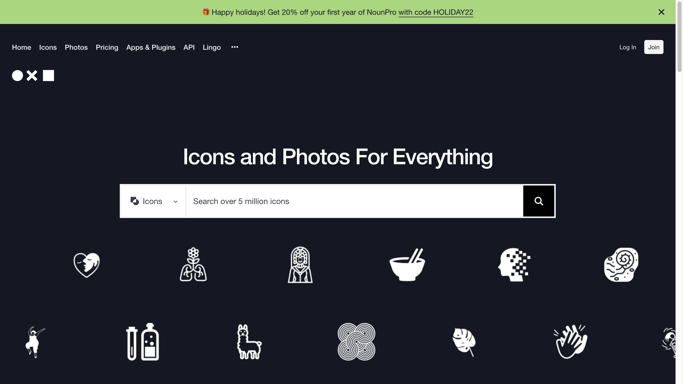 Happy holidays! Get 20% off your first year of NounPro with code HOLIDAY22
Home Icons Photos Pricing Apps & Plugins API Lingo
Log In Join
Icons and Photos For Everything
Icons Search over 5 million icons